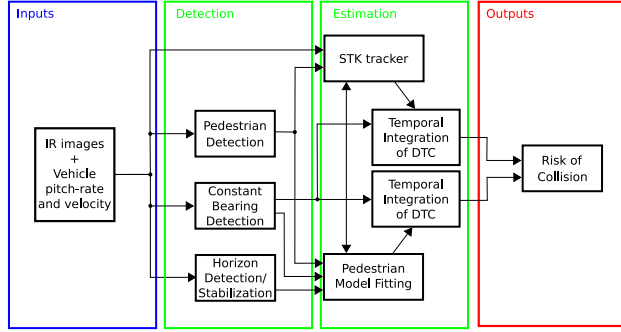 Inputs
Detection
Estimation
Outputs
STK tracker
Pedestrian
Detection
Temporal
Integration
of DTC
IR images
+
Vehicle
pitch-rate
and velocity
Risk of
Collision
Constant
Bearing
Detection
Temporal
Integration
of DTC
Horizon
Detection/
Stabilization
Pedestrian
Model Fitting